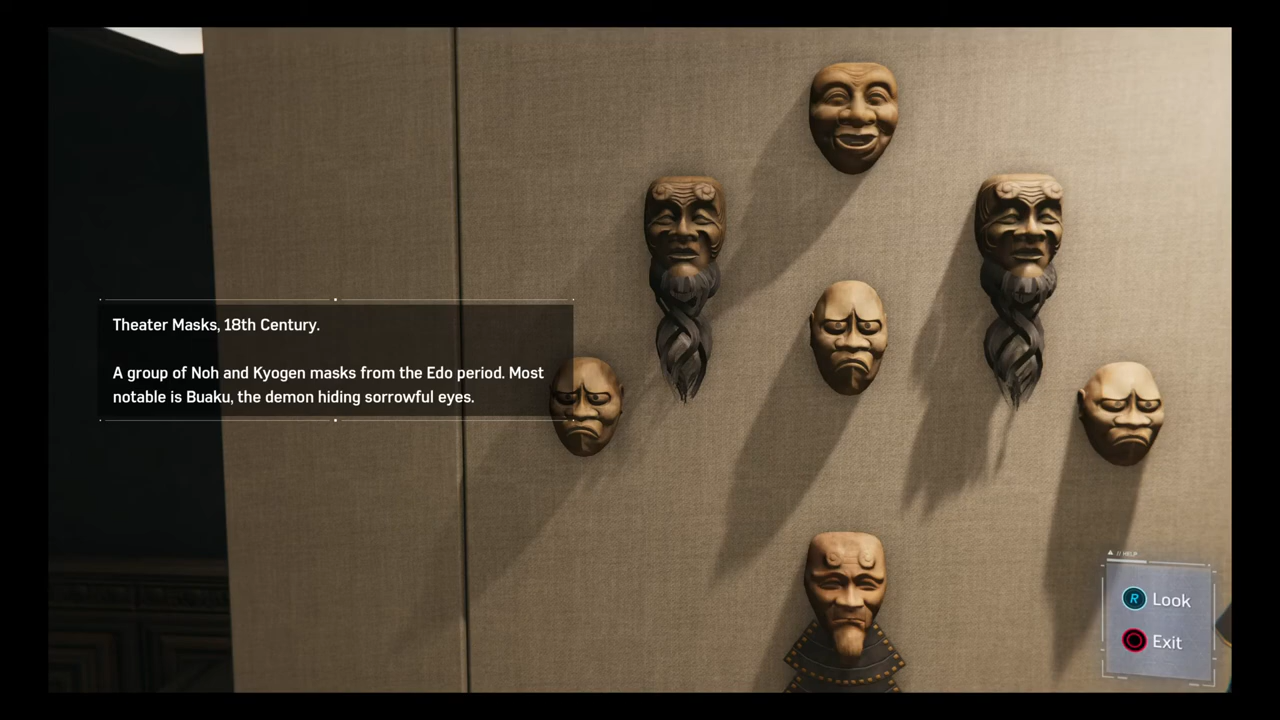 Theater Masks, 18th Century.
A group of Noh and Kyogen masks from the Edo period. Most
notable is Buaku, the demon hiding sorrowful eyes.
// HELP
R Look
Exit